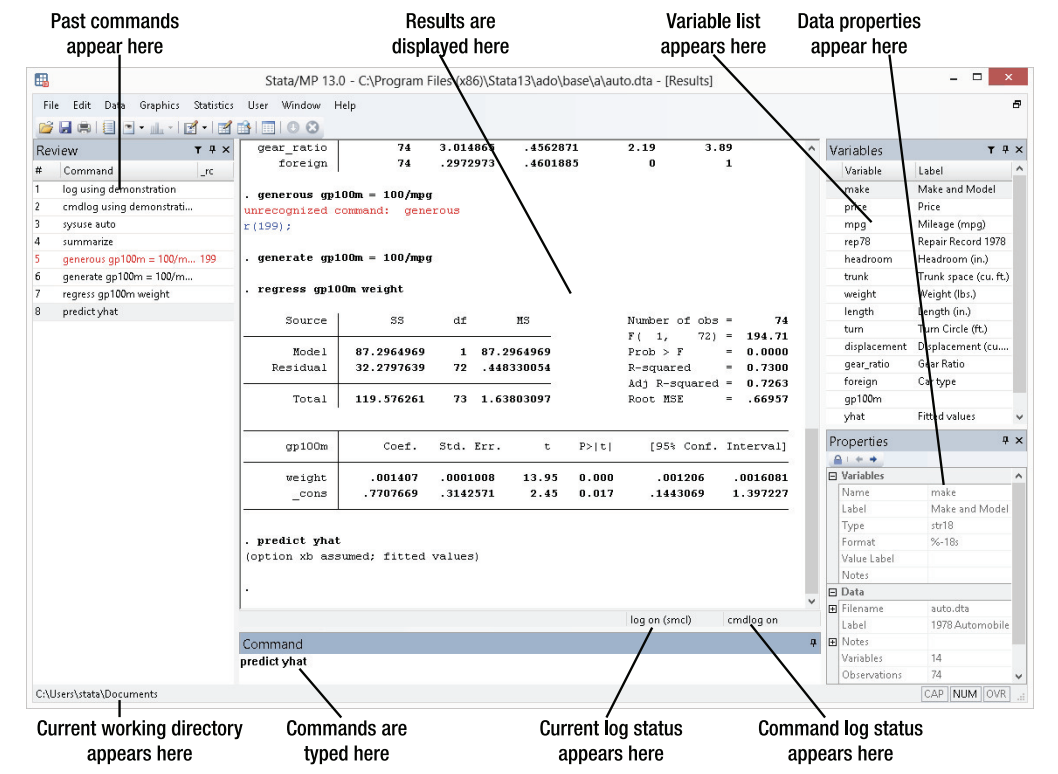 Past commands
appear here
Results are
displayed here
Variable list
appears here
Data properties
appear here
Stata/MP 13.0 - C:\Program Files (x86)\Stata13\ado\base\a\auto.dta - [Results]
File Edit Data Graphics Statistics User Window Help
Review
# Command _rc
1 log using demonstration
2 cmdlog using demonstrati...
3 sysuse auto
4 summarize
5 generous gp100m = 100/m... 199
6 generate gp100m = 100/m...
7 regress gp100m weight
8 predict yhat
gear_ratio 74 3.014865 .4562871 2.19 3.89
foreign 74 .2972973 .4601885 0 1
. generous gp100m = 100/mpg
unrecognized command: generous
r(199);
. generate gp100m = 100/mpg
. regress gp100m weight
Source SS df MS Number of obs = 74
F( 1, 72) = 194.71
Model 87.2964969 1 87.2964969 Prob > F = 0.0000
Residual 32.2797639 72 .448330054 R-squared = 0.7300
Adj R-squared = 0.7263
Total 119.576261 73 1.63803097 Root MSE = .66957
gp100m Coef. Std. Err. t P>|t| [95% Conf. Interval]
weight .001407 .0001008 13.95 0.000 .001206 .0016081
_cons .7707669 .3142571 2.45 0.017 .1443069 1.397227
. predict yhat
(option xb assumed; fitted values)
.
log on (smcl) cmdlog on
Command
predict yhat
Variables
Variable Label
make Make and Model
price Price
mpg Mileage (mpg)
rep78 Repair Record 1978
headroom Headroom (in.)
trunk Trunk space (cu. ft.)
weight Weight (lbs.)
length Length (in.)
turn Turn Circle (ft.)
displacement Displacement (cu....
gear_ratio Gear Ratio
foreign Car type
gp100m
yhat Fitted values
Properties
Variables
Name make
Label Make and Model
Type str18
Format %-18s
Value Label
Notes
Data
Filename auto.dta
Label 1978 Automobile
Notes
Variables 14
Observations 74
C:\Users\stata\Documents
CAP NUM OVR
Current working directory
appears here
Commands are
typed here
Current log status
appears here
Command log status
appears here